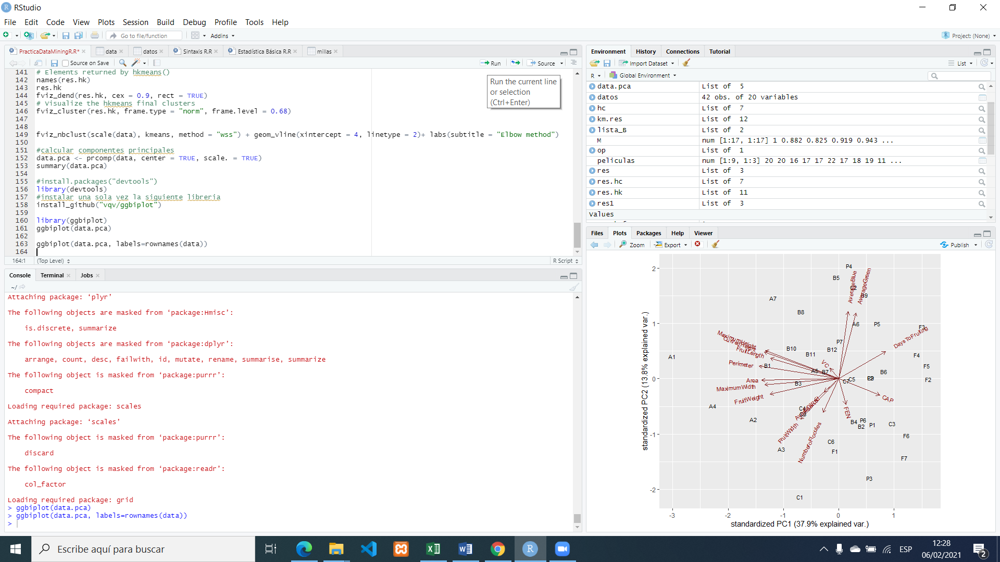 RStudio
File Edit Code View Plots Session Build Debug Profile Tools Help
Go to file/function Addins Project: (None)
PracticaDataMiningR.R* data datos Sintaxis R.R Estadística Básica R.R millas
Source on Save Run Source
141 # Elements returned by hkmeans()
142 names(res.hk)
143 res.hk
144 fviz_dend(res.hk, cex = 0.9, rect = TRUE)
145 # Visualize the hkmeans final clusters
146 fviz_cluster(res.hk, frame.type = "norm", frame.level = 0.68)
147
148
149 fviz_nbclust(scale(data), kmeans, method = "wss") + geom_vline(xintercept = 4, linetype = 2)+ labs(subtitle = "Elbow method")
150
151 #calcular componentes principales
152 data.pca <- prcomp(data, center = TRUE, scale. = TRUE)
153 summary(data.pca)
154
155 #install.packages("devtools")
156 library(devtools)
157 #instalar una sola vez la siguiente libreria
158 install_github("vqv/ggbiplot")
159
160 library(ggbiplot)
161 ggbiplot(data.pca)
162
163 ggbiplot(data.pca, labels=rownames(data))
164
Run the current line
or selection
(Ctrl+Enter)
164:1 (Top Level) R Script
Console Terminal Jobs
~/
Attaching package: ‘plyr’
The following objects are masked from ‘package:Hmisc’:
is.discrete, summarize
The following objects are masked from ‘package:dplyr’:
arrange, count, desc, failwith, id, mutate, rename, summarise, summarize
The following object is masked from ‘package:purrr’:
compact
Loading required package: scales
Attaching package: ‘scales’
The following object is masked from ‘package:purrr’:
discard
The following object is masked from ‘package:readr’:
col_factor
Loading required package: grid
> ggbiplot(data.pca)
> ggbiplot(data.pca, labels=rownames(data))
>
Environment History Connections Tutorial
Import Dataset List
R Global Environment
data.pca List of 5
datos 42 obs. of 20 variables
hc List of 7
km.res List of 12
lista_B List of 2
M num [1:17, 1:17] 1 0.882 0.825 0.919 0.943 ...
op List of 1
peliculas num [1:9, 1:3] 20 20 16 17 17 22 17 18 19 11 ...
res List of 3
res.hc List of 7
res.hk List of 11
res1 List of 3
Values
Files Plots Packages Help Viewer
Zoom Export Publish
standardized PC2 (13.8% explained var.)
2
1
0
-1
-2
P4
B5
AverageBlue
AverageGreen
C2
B9
A7
B8
A6 P5 F3
DaysToFruiting
MaximumHeight
P7
FruitLength
B10 B12
B11
F4
A1
VC
Perimeter B1 F5
A5 B7 B6
Area B3 C7 C5 F2
MaximumWidth
FruitWeight
CAP
A4
FEN
A2
B4 P6
B2 P1 C3
FruitWidth
F6
A3
C6
F1
F7
P3
C1
-3 -2 -1 0 1
standardized PC1 (37.9% explained var.)
Escribe aquí para buscar
ESP
12:28
06/02/2021
2